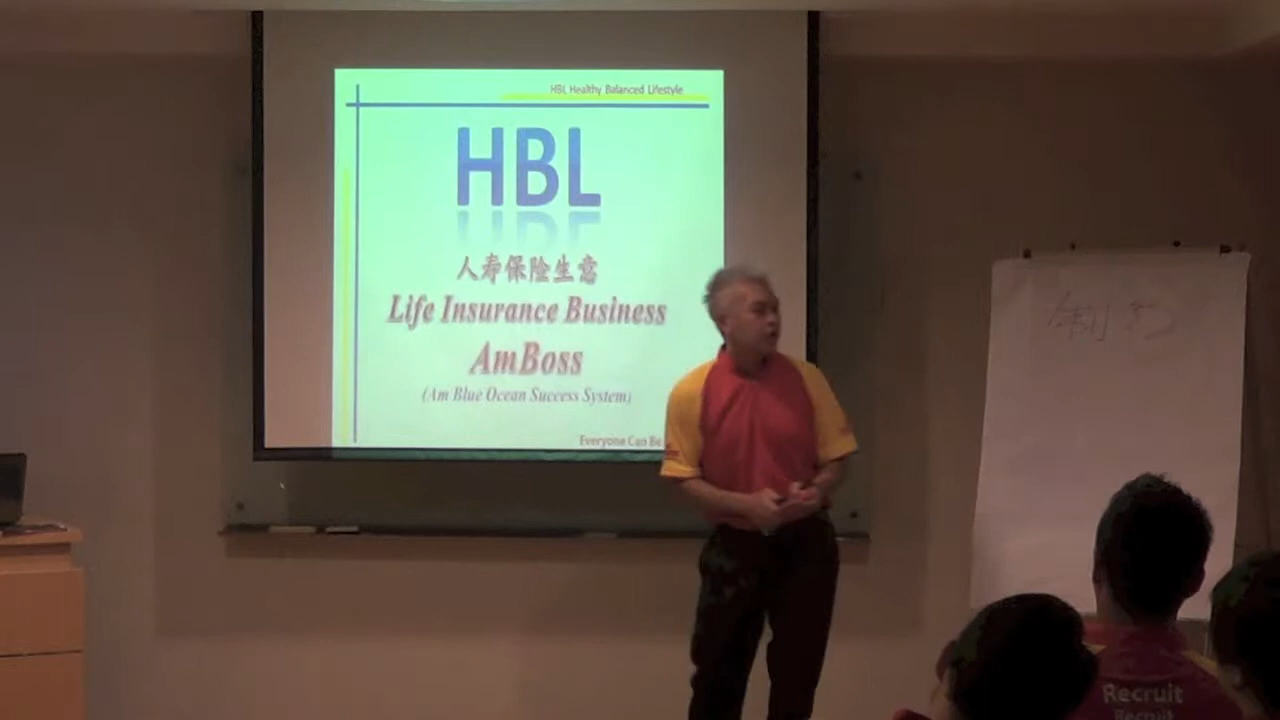 HBL Healthy Balanced Lifestyle
HBL
人寿保险生意
Life Insurance Business
AmBoss
(Am Blue Ocean Success System)
Everyone Can Be
Recruit
Recruit